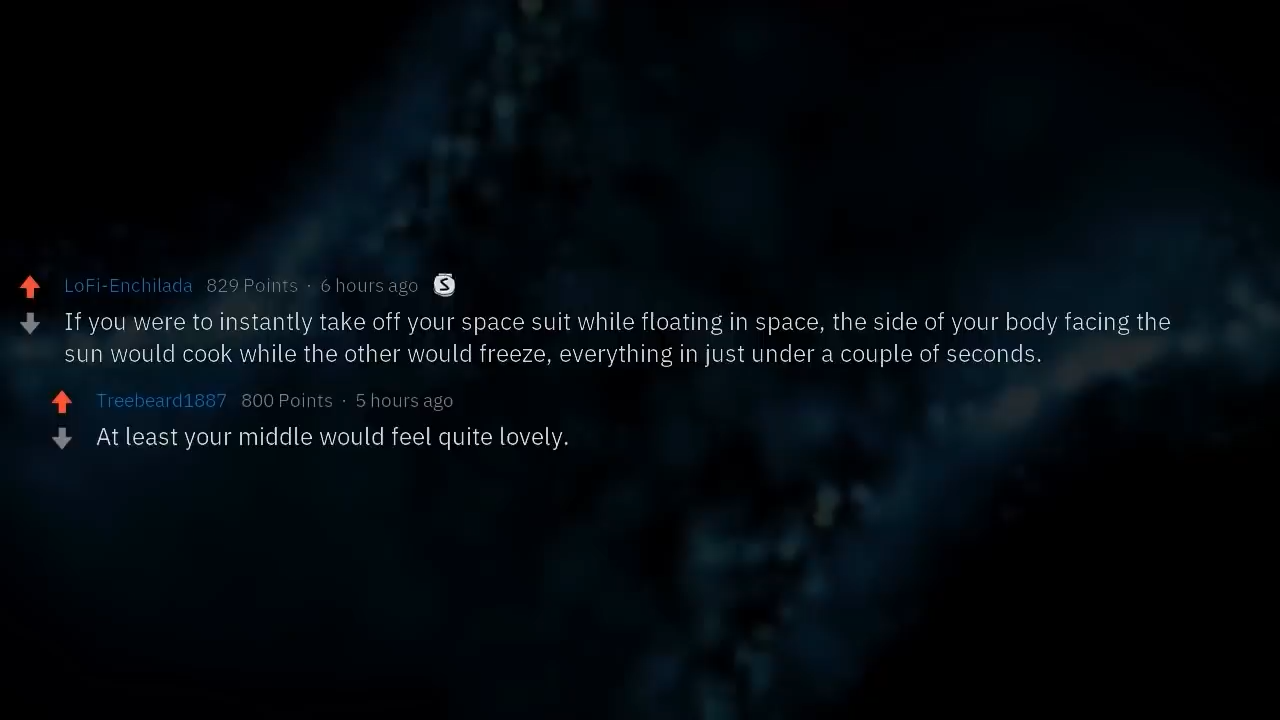 LoFi-Enchilada 829 Points · 6 hours ago S
If you were to instantly take off your space suit while floating in space, the side of your body facing the
sun would cook while the other would freeze, everything in just under a couple of seconds.
Treebeard1887 800 Points · 5 hours ago
At least your middle would feel quite lovely.